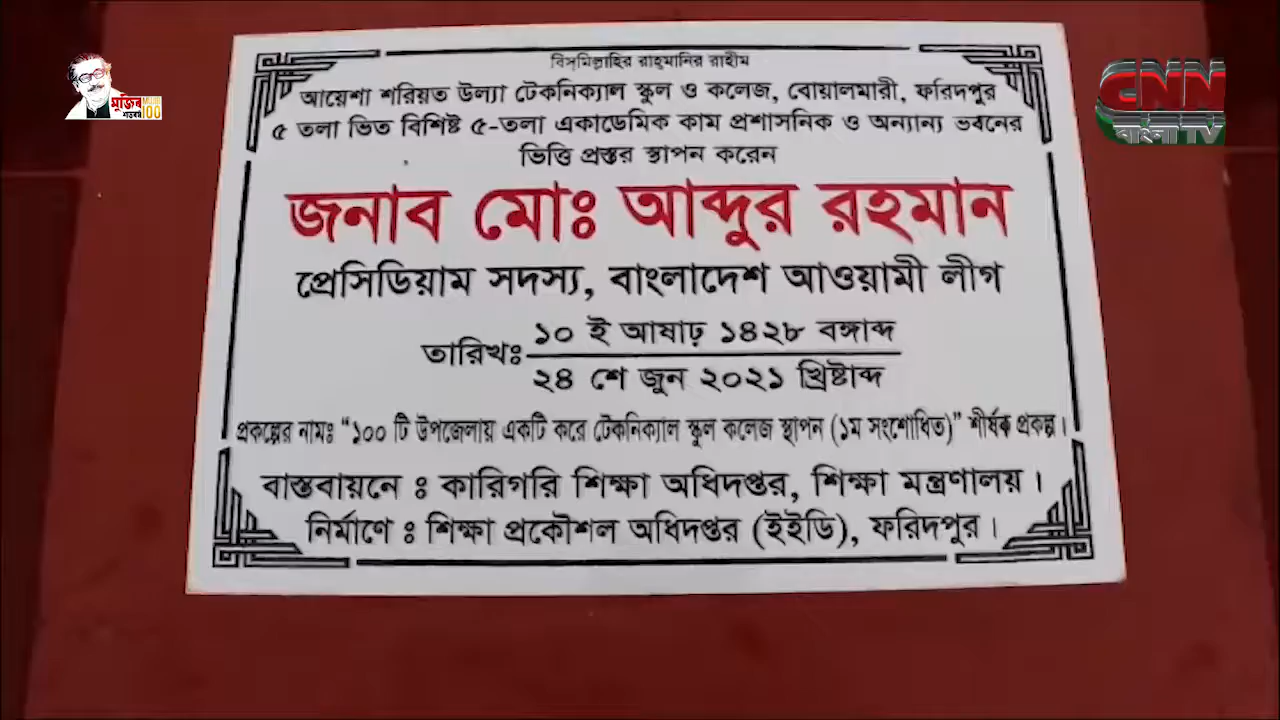 বিস্‌মিল্লাহির রাহ্‌মানির রাহীম
আয়েশা শরিয়ত উল্যা টেকনিক্যাল স্কুল ও কলেজ, বোয়ালমারী, ফরিদপুর
৫ তলা ভিত বিশিষ্ট ৫-তলা একাডেমিক কাম প্রশাসনিক ও অন্যান্য ভবনের
ভিত্তি প্রস্তর স্থাপন করেন
জনাব মোঃ আব্দুর রহমান
প্রেসিডিয়াম সদস্য, বাংলাদেশ আওয়ামী লীগ
তারিখঃ ১০ ই আষাঢ় ১৪২৮ বঙ্গাব্দ
২৪ শে জুন ২০২১ খ্রিষ্টাব্দ
প্রকল্পের নামঃ “১০০ টি উপজেলায় একটি করে টেকনিক্যাল স্কুল কলেজ স্থাপন (১ম সংশোধিত)” শীর্ষক প্রকল্প।
বাস্তবায়নে ঃ কারিগরি শিক্ষা অধিদপ্তর, শিক্ষা মন্ত্রণালয়।
নির্মাণে ঃ শিক্ষা প্রকৌশল অধিদপ্তর (ইইডি), ফরিদপুর।
মুজিব
শতবর্ষ
MUJIB
100
CNN
বাংলা TV